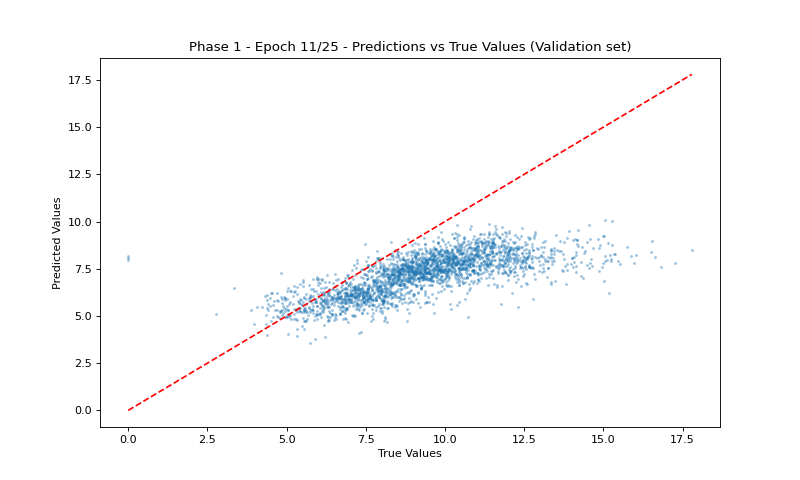 Phase 1 - Epoch 11/25 - Predictions vs True Values (Validation set)
17.5
15.0
12.5
10.0
7.5
5.0
2.5
0.0
Predicted Values
0.0 2.5 5.0 7.5 10.0 12.5 15.0 17.5
True Values